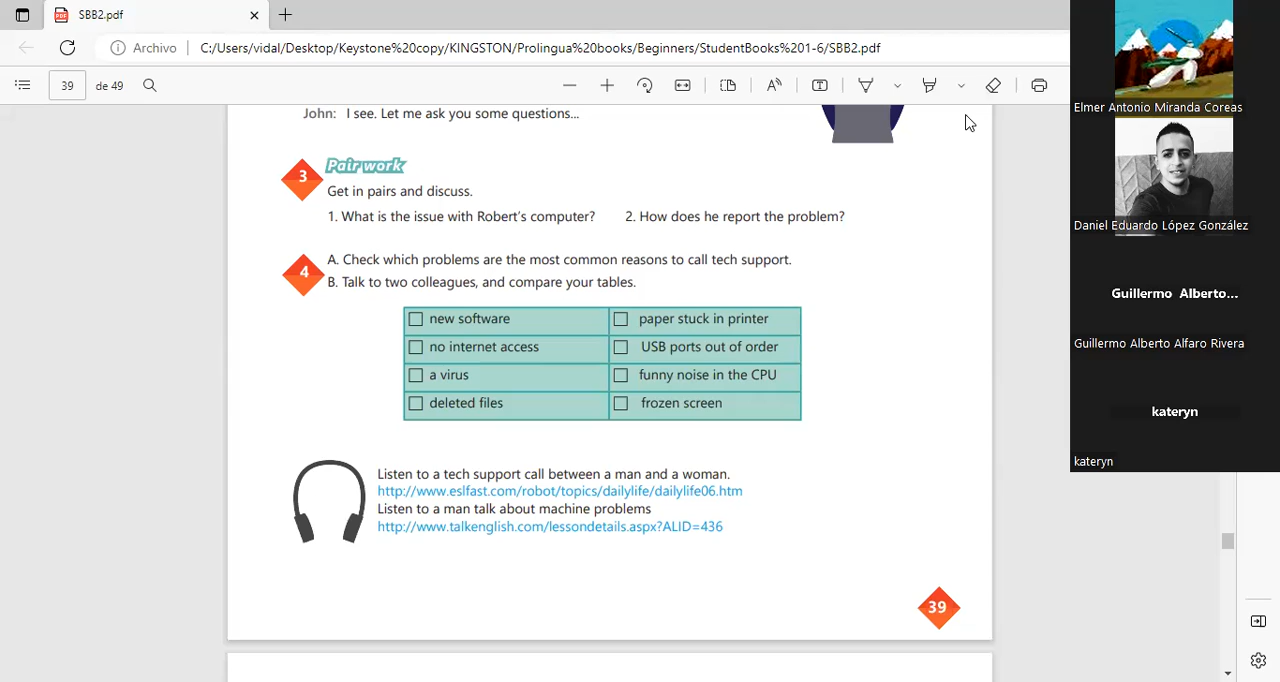 SBB2.pdf
Archivo
C:/Users/vidal/Desktop/Keystone%20copy/KINGSTON/Prolingua%20books/Beginners/StudentBooks%201-6/SBB2.pdf
39 de 49
John: I see. Let me ask you some questions...
3
Pair work
Get in pairs and discuss.
1. What is the issue with Robert's computer? 2. How does he report the problem?
4
A. Check which problems are the most common reasons to call tech support.
B. Talk to two colleagues, and compare your tables.
new software paper stuck in printer
no internet access USB ports out of order
a virus funny noise in the CPU
deleted files frozen screen
Listen to a tech support call between a man and a woman.
http://www.eslfast.com/robot/topics/dailylife/dailylife06.htm
Listen to a man talk about machine problems
http://www.talkenglish.com/lessondetails.aspx?ALID=436
39
Elmer Antonio Miranda Coreas
Daniel Eduardo López González
Guillermo Alberto...
Guillermo Alberto Alfaro Rivera
kateryn
kateryn